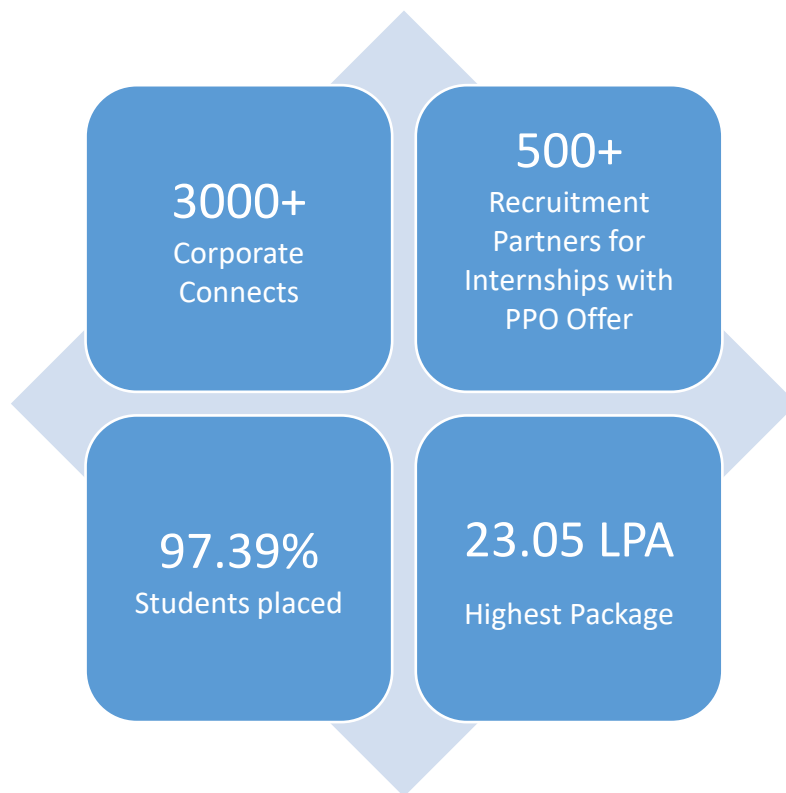 3000+
Corporate
Connects
500+
Recruitment
Partners for
Internships with
PPO Offer
97.39%
Students placed
23.05 LPA
Highest Package